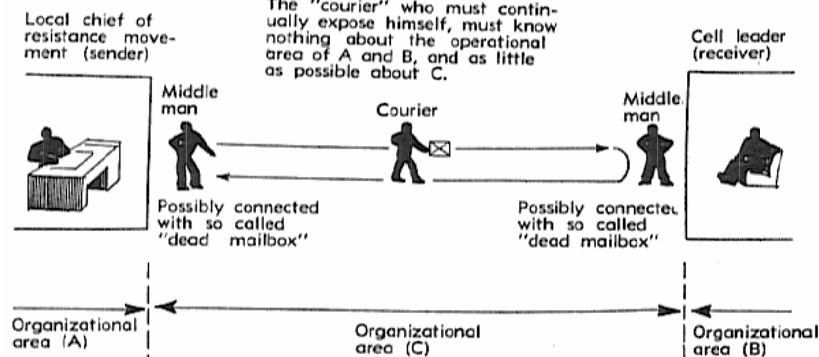 The "courier" who must contin-
ually expose himself, must know
nothing about the operational
area of A and B, and as little
as possible about C.
Local chief of
resistance move-
ment (sender)
Cell leader
(receiver)
Middle
man
Courier
Middle
man
Possibly connected
with so called
"dead mailbox"
Possibly connected
with so called
"dead mailbox"
Organizational
area (A)
Organizational
area (C)
Organizational
area (B)